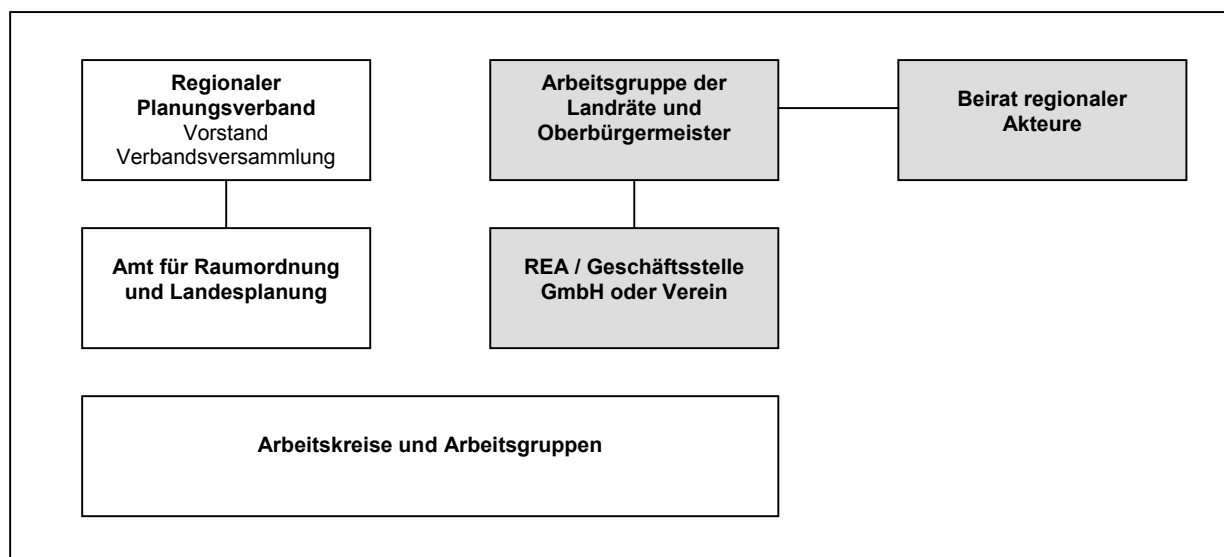 Regionaler
Planungsverband
Vorstand
Verbandsversammlung
Arbeitsgruppe der
Landräte und
Oberbürgermeister
Beirat regionaler
Akteure
Amt für Raumordnung
und Landesplanung
REA / Geschäftsstelle
GmbH oder Verein
Arbeitskreise und Arbeitsgruppen